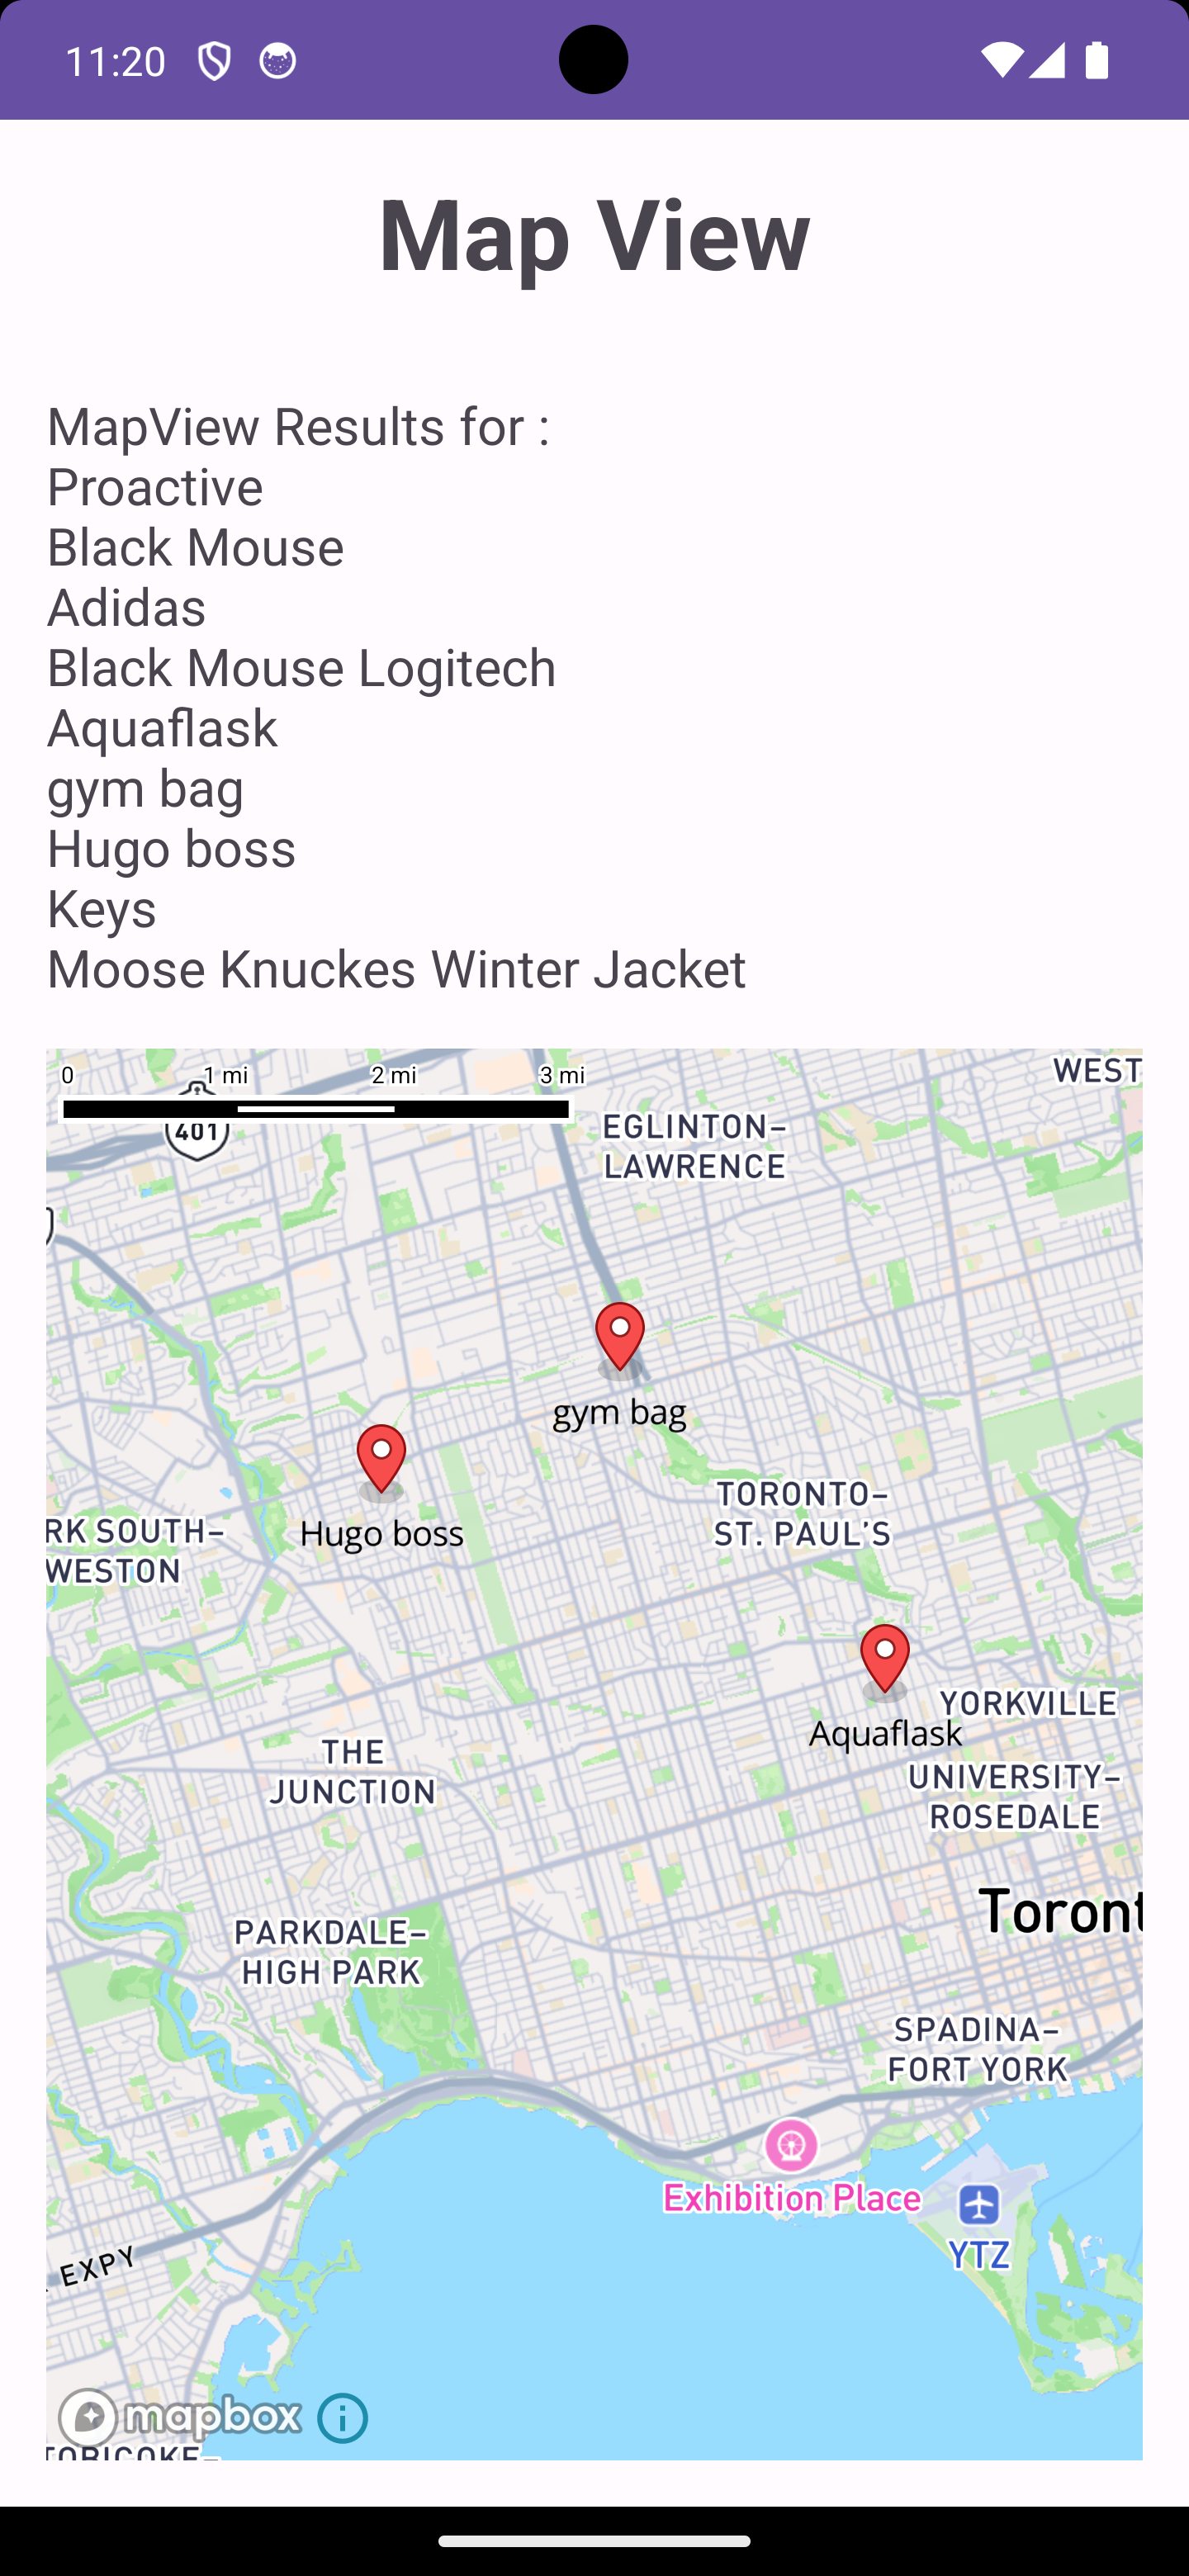 11:20
Map View
MapView Results for :
Proactive
Black Mouse
Adidas
Black Mouse Logitech
Aquaflask
gym bag
Hugo boss
Keys
Moose Knuckes Winter Jacket
0 1 mi 2 mi 3 mi
WEST
401
EGLINTON–
LAWRENCE
gym bag
Hugo boss
TORONTO–
ST. PAUL'S
RK SOUTH–
WESTON
YORKVILLE
Aquaflask
THE
JUNCTION
UNIVERSITY–
ROSEDALE
Toront
PARKDALE–
HIGH PARK
SPADINA–
FORT YORK
Exhibition Place
YTZ
EXPY
mapbox
TOBICOKE–